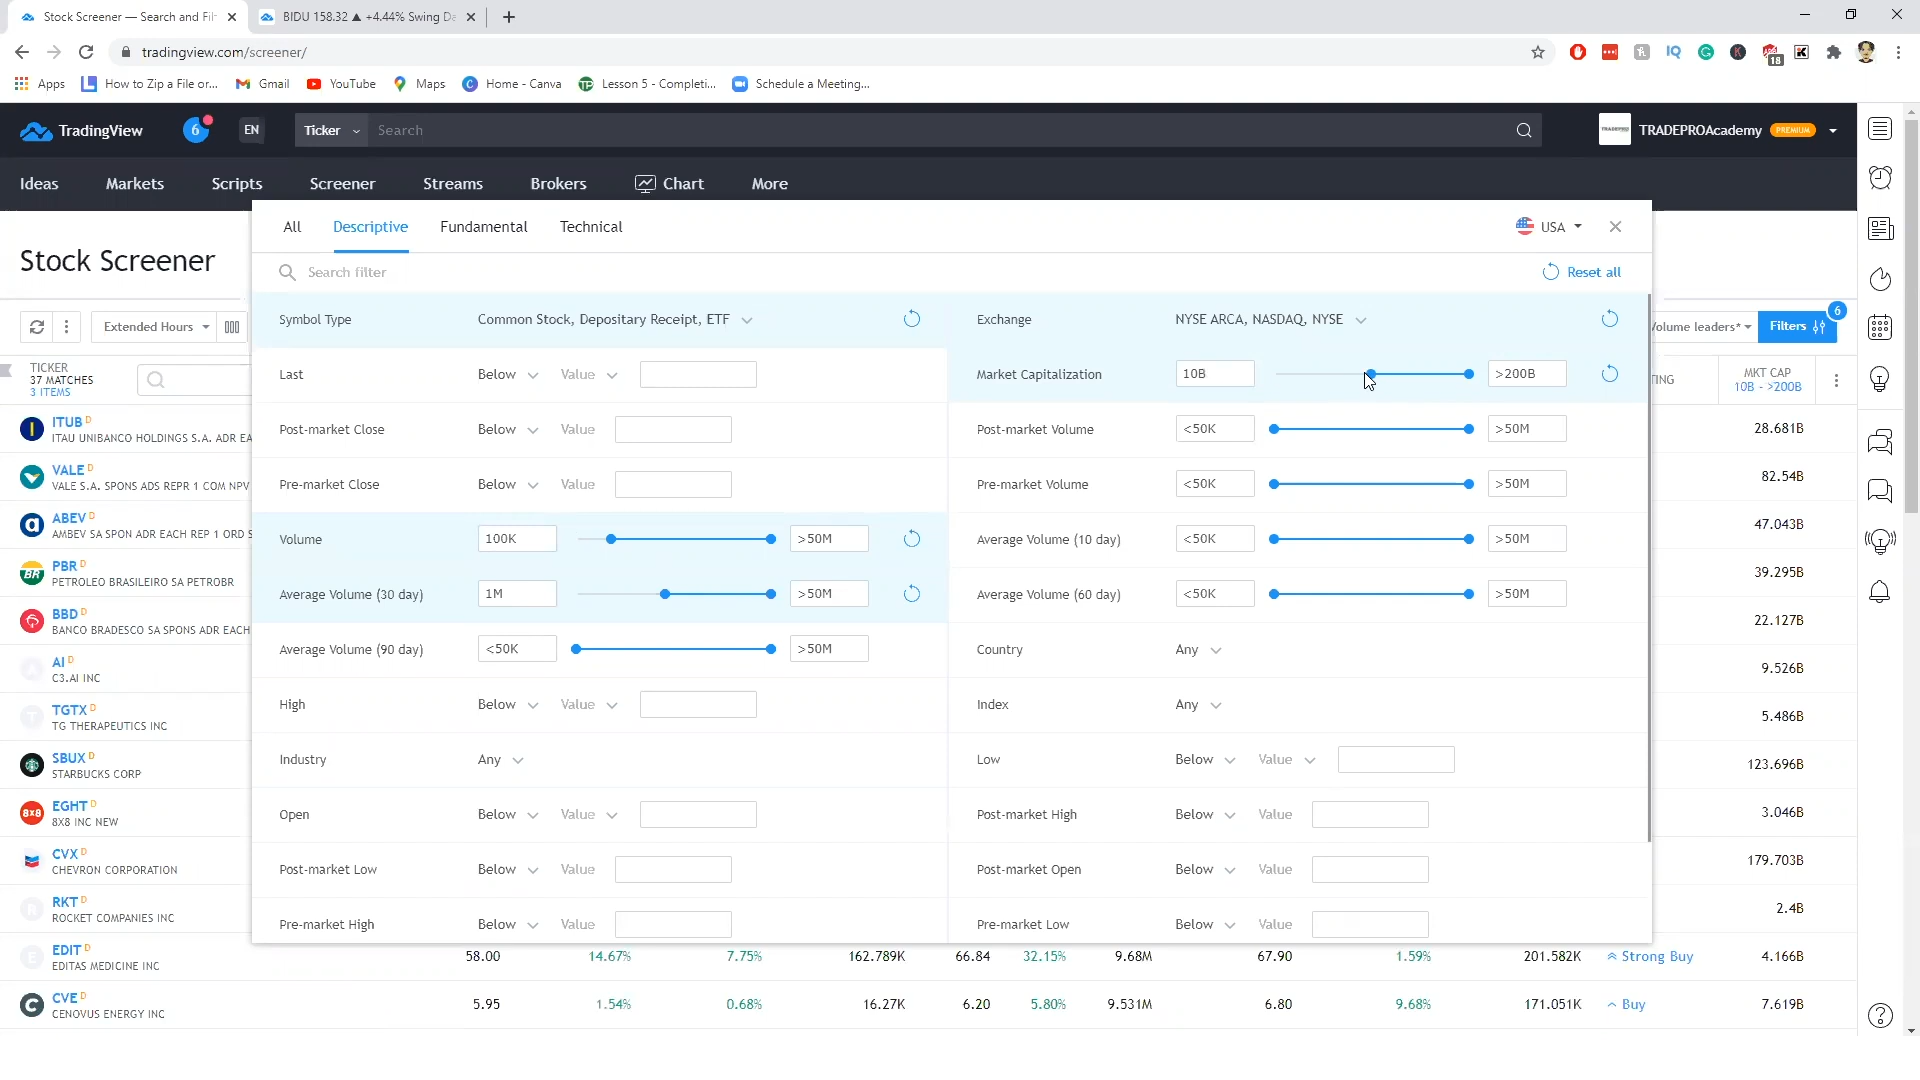 Stock Screener — Search and Fil
BIDU 158.32 ▲ +4.44% Swing Da
tradingview.com/screener/
18
Apps
How to Zip a File or...
Gmail
YouTube
Maps
Home - Canva
Lesson 5 - Completi...
Schedule a Meeting...
TradingView
6
EN
Ticker
Search
TRADEPROAcademy
PREMIUM
Ideas
Markets
Scripts
Screener
Streams
Brokers
Chart
More
All
Descriptive
Fundamental
Technical
USA
Stock Screener
Search filter
Reset all
Extended Hours
Volume leaders*
Filters
6
Symbol Type
Common Stock, Depositary Receipt, ETF
Exchange
NYSE ARCA, NASDAQ, NYSE
TICKER
37 MATCHES
3 ITEMS
Last
Below
Value
Market Capitalization
10B
>200B
TING
MKT CAP
10B - >200B
Post-market Close
Below
Value
Post-market Volume
<50K
>50M
Pre-market Close
Below
Value
Pre-market Volume
<50K
>50M
Volume
100K
>50M
Average Volume (10 day)
<50K
>50M
Average Volume (30 day)
1M
>50M
Average Volume (60 day)
<50K
>50M
Average Volume (90 day)
<50K
>50M
Country
Any
High
Below
Value
Index
Any
Industry
Any
Low
Below
Value
Open
Below
Value
Post-market High
Below
Value
Post-market Low
Below
Value
Post-market Open
Below
Value
Pre-market High
Below
Value
Pre-market Low
Below
Value
ITUB D
ITAU UNIBANCO HOLDINGS S.A. ADR EA
28.681B
VALE D
VALE S.A. SPONS ADS REPR 1 COM NPV
82.54B
ABEV D
AMBEV SA SPON ADR EACH REP 1 ORD S
47.043B
PBR D
PETROLEO BRASILEIRO SA PETROBR
39.295B
BBD D
BANCO BRADESCO SA SPONS ADR EACH
22.127B
AI D
C3.AI INC
9.526B
TGTX D
TG THERAPEUTICS INC
5.486B
SBUX D
STARBUCKS CORP
123.696B
EGHT D
8X8 INC NEW
3.046B
CVX D
CHEVRON CORPORATION
179.703B
RKT D
ROCKET COMPANIES INC
2.4B
EDIT D
EDITAS MEDICINE INC
58.00 14.67% 7.75% 162.789K 66.84 32.15% 9.68M 67.90 1.59% 201.582K Strong Buy 4.166B
CVE D
CENOVUS ENERGY INC
5.95 1.54% 0.68% 16.27K 6.20 5.80% 9.531M 6.80 9.68% 171.051K Buy 7.619B